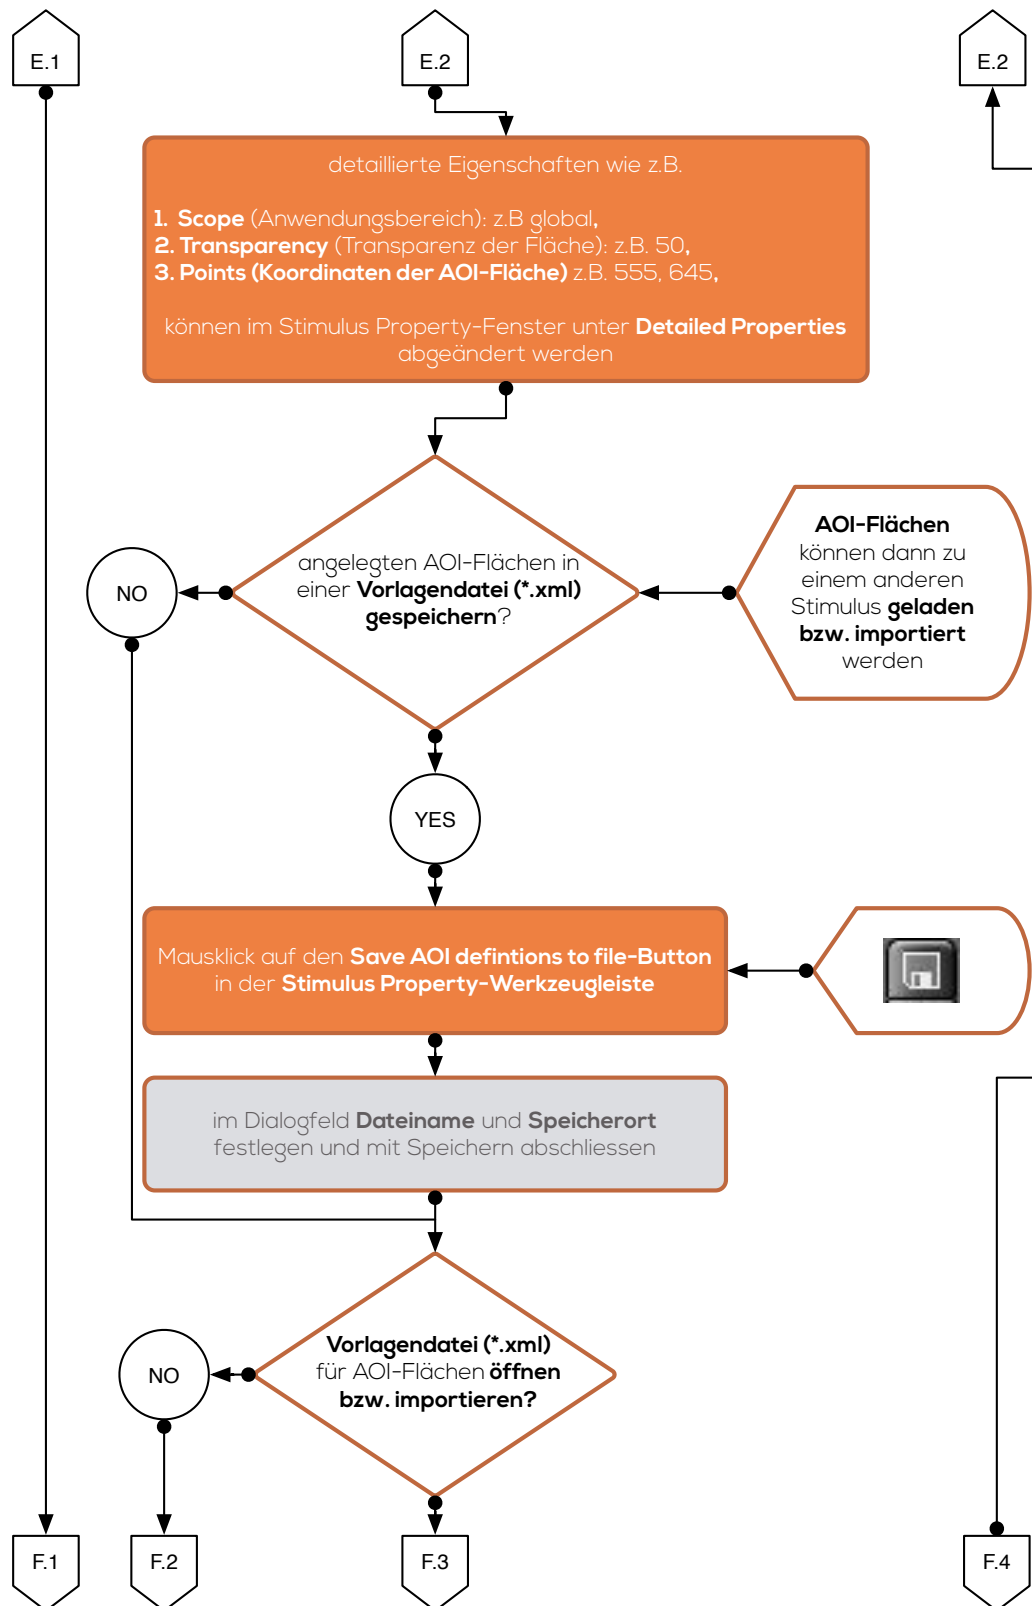 E.1
E.2
E.2
detaillierte Eigenschaften wie z.B.
1. Scope (Anwendungsbereich): z.B global,
2. Transparency (Transparenz der Fläche): z.B. 50,
3. Points (Koordinaten der AOI-Fläche) z.B. 555, 645,
können im Stimulus Property-Fenster unter Detailed Properties
abgeändert werden
angelegten AOI-Flächen in
einer Vorlagendatei (*.xml)
gespeichern?
AOI-Flächen
können dann zu
einem anderen
Stimulus geladen
bzw. importiert
werden
NO
YES
Mausklick auf den Save AOI defintions to file-Button
in der Stimulus Property-Werkzeugleiste
im Dialogfeld Dateiname und Speicherort
festlegen und mit Speichern abschliessen
Vorlagendatei (*.xml)
für AOI-Flächen öffnen
bzw. importieren?
NO
F.1
F.2
F.3
F.4